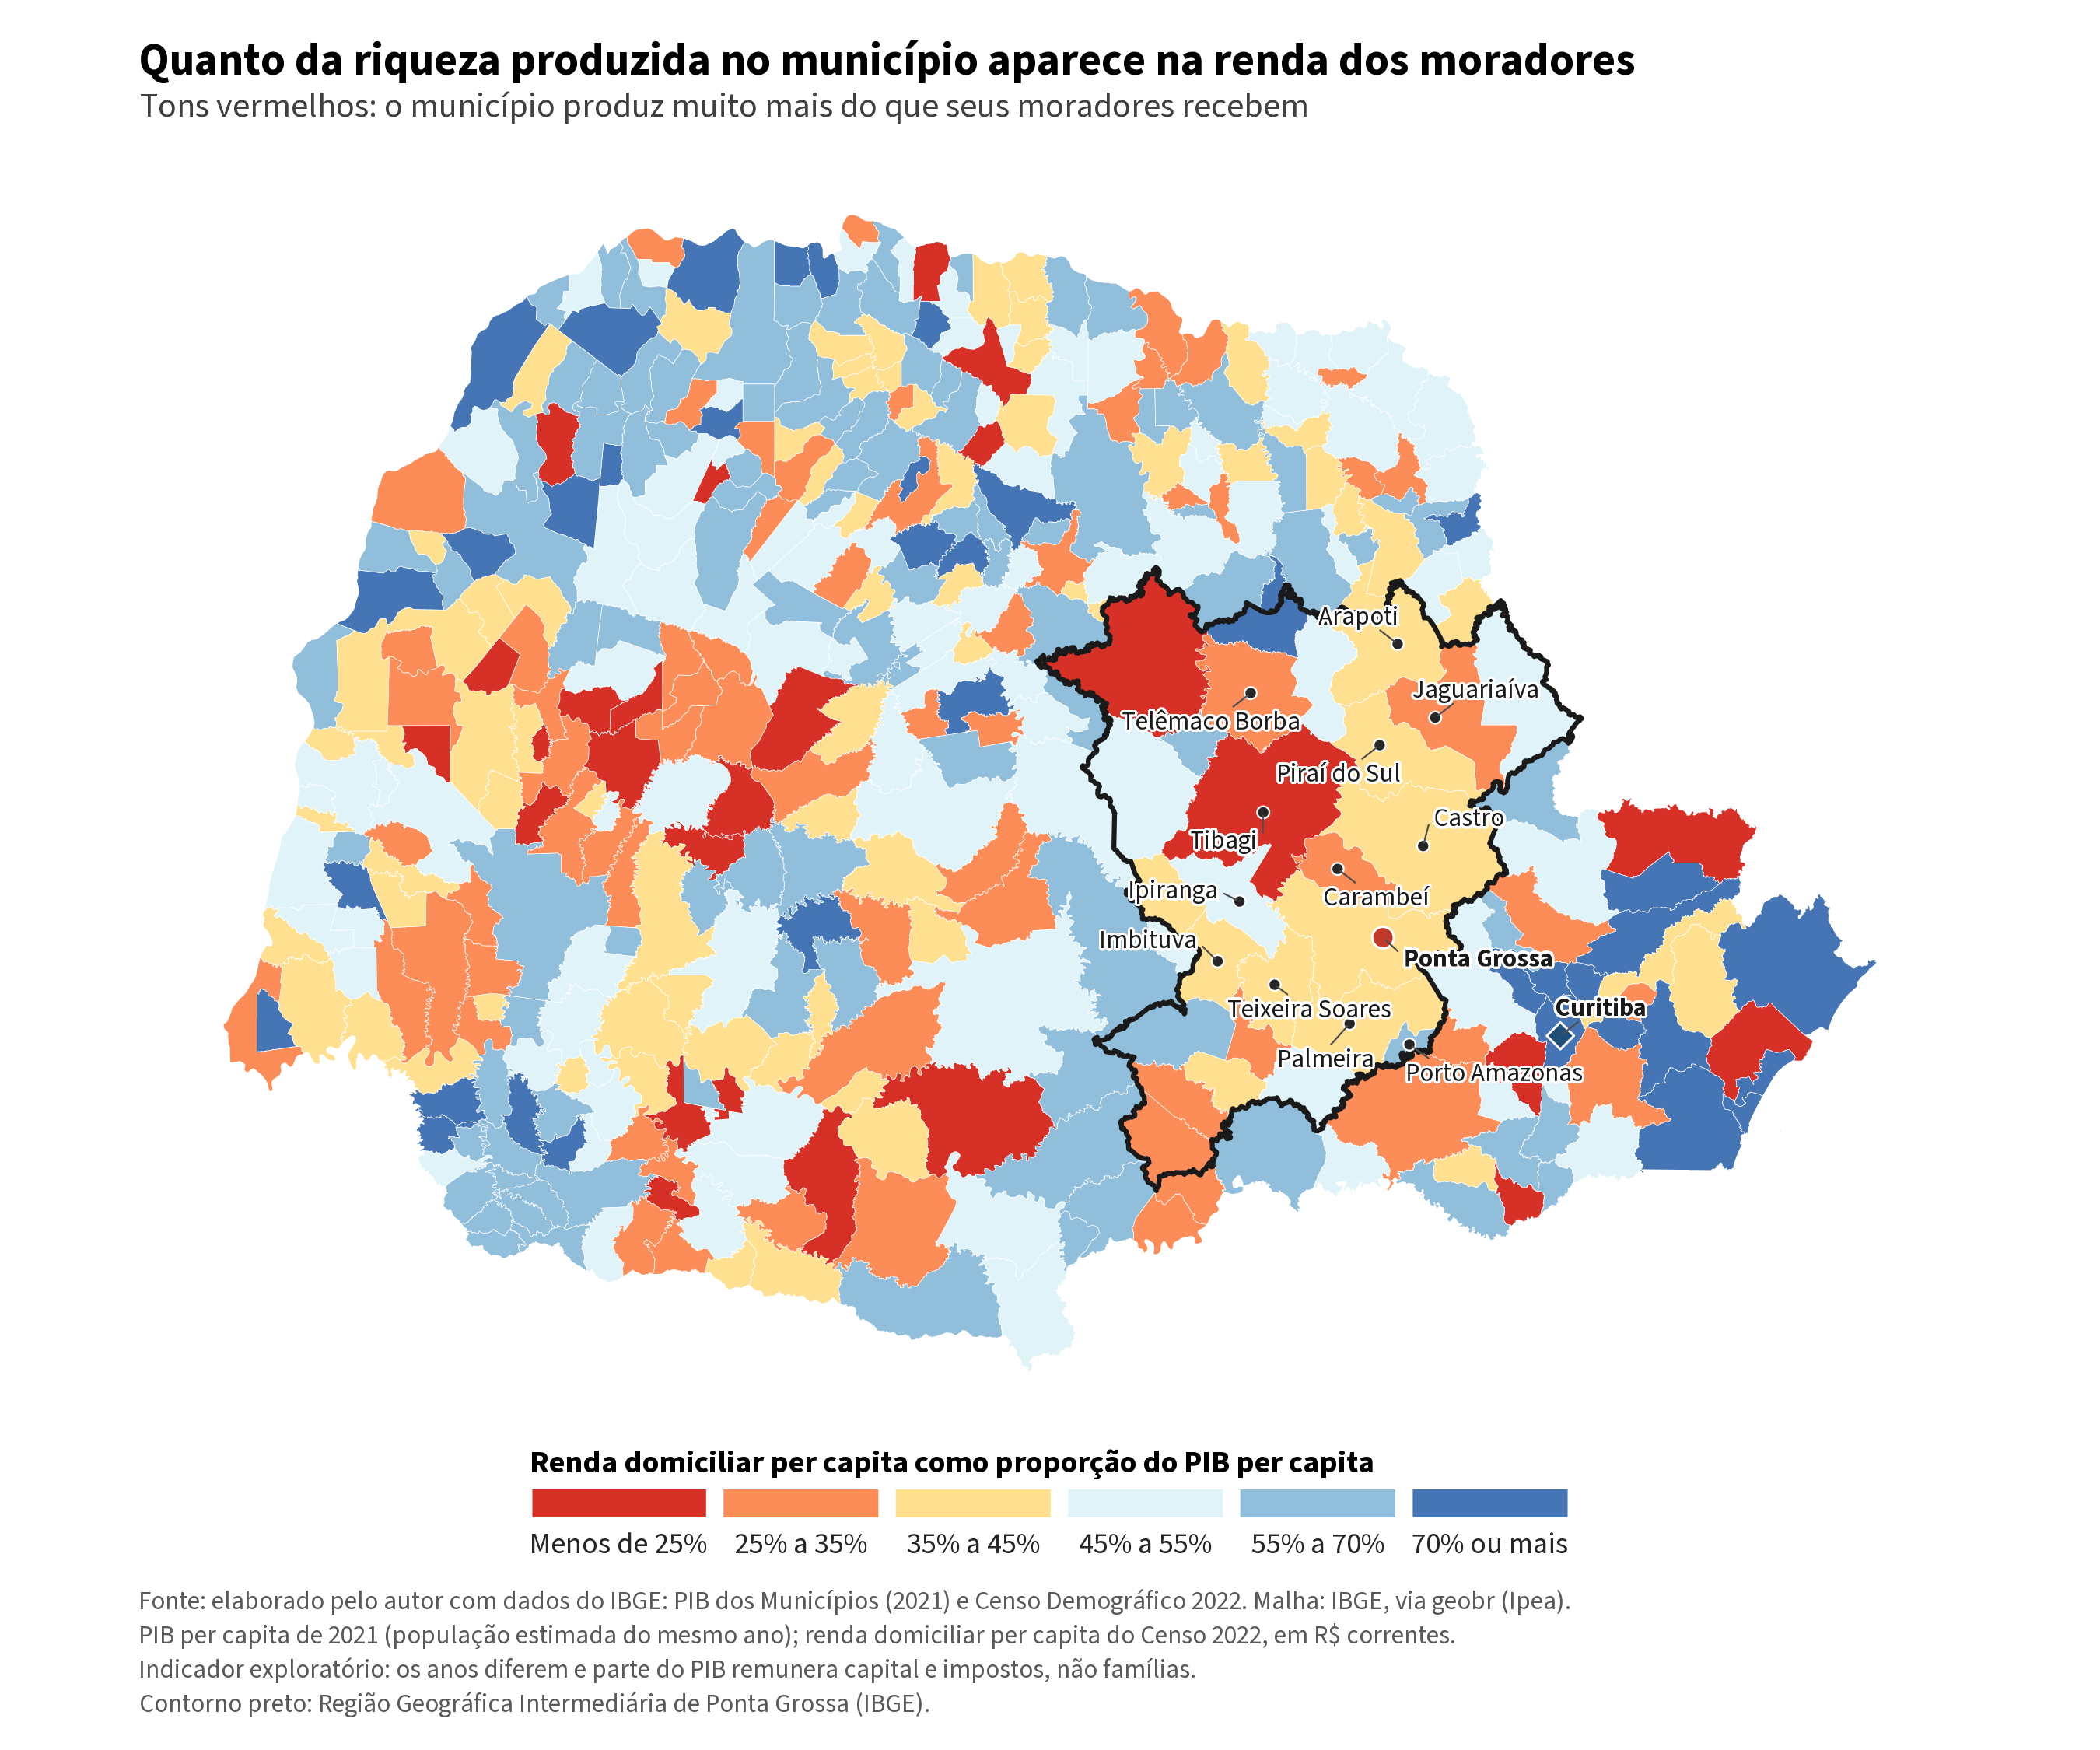 Quanto da riqueza produzida no município aparece na renda dos moradores
Tons vermelhos: o município produz muito mais do que seus moradores recebem
Arapoti
Jaguariaíva
Telêmaco Borba
Piraí do Sul
Castro
Tibagi
Ipiranga
Carambeí
Imbituva
Ponta Grossa
Teixeira Soares
Curitiba
Palmeira
Porto Amazonas
Renda domiciliar per capita como proporção do PIB per capita
Menos de 25% 25% a 35% 35% a 45% 45% a 55% 55% a 70% 70% ou mais
Fonte: elaborado pelo autor com dados do IBGE: PIB dos Municípios (2021) e Censo Demográfico 2022. Malha: IBGE, via geobr (Ipea).
PIB per capita de 2021 (população estimada do mesmo ano); renda domiciliar per capita do Censo 2022, em R$ correntes.
Indicador exploratório: os anos diferem e parte do PIB remunera capital e impostos, não famílias.
Contorno preto: Região Geográfica Intermediária de Ponta Grossa (IBGE).